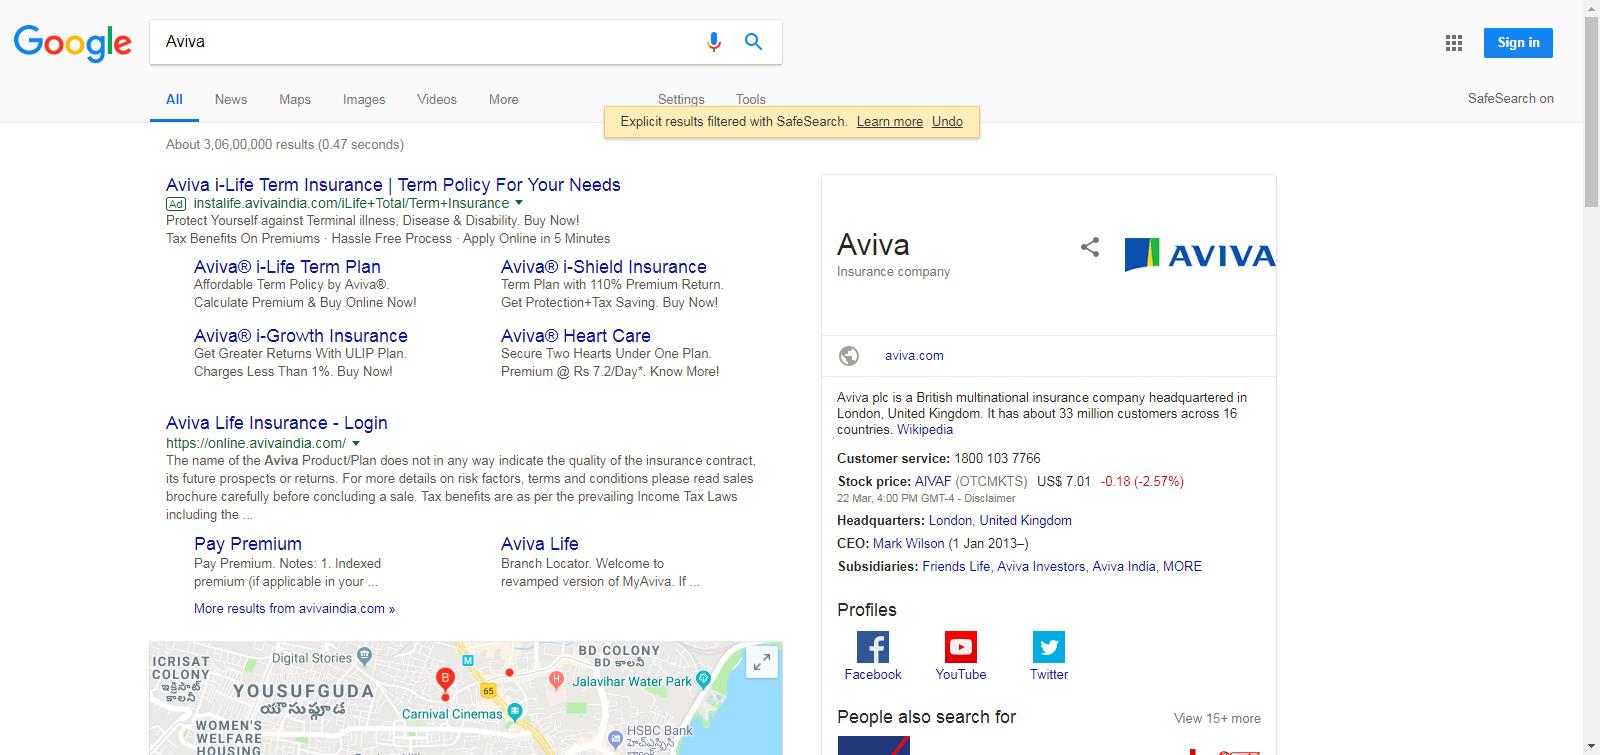 Google
Aviva
Sign in
All News Maps Images Videos More Settings Tools
SafeSearch on
Explicit results filtered with SafeSearch. Learn more Undo
About 3,06,00,000 results (0.47 seconds)
Aviva i-Life Term Insurance | Term Policy For Your Needs
Ad instalife.avivaindia.com/iLife+Total/Term+Insurance
Protect Yourself against Terminal illness, Disease & Disability. Buy Now!
Tax Benefits On Premiums · Hassle Free Process · Apply Online in 5 Minutes
Aviva® i-Life Term Plan
Affordable Term Policy by Aviva®.
Calculate Premium & Buy Online Now!
Aviva® i-Shield Insurance
Term Plan with 110% Premium Return.
Get Protection+Tax Saving. Buy Now!
Aviva® i-Growth Insurance
Get Greater Returns With ULIP Plan.
Charges Less Than 1%. Buy Now!
Aviva® Heart Care
Secure Two Hearts Under One Plan.
Premium @ Rs 7.2/Day*. Know More!
Aviva Life Insurance - Login
https://online.avivaindia.com/
The name of the Aviva Product/Plan does not in any way indicate the quality of the insurance contract,
its future prospects or returns. For more details on risk factors, terms and conditions please read sales
brochure carefully before concluding a sale. Tax benefits are as per the prevailing Income Tax Laws
including the ...
Pay Premium
Pay Premium. Notes: 1. Indexed
premium (if applicable in your ...
Aviva Life
Branch Locator. Welcome to
revamped version of MyAviva. If ...
More results from avivaindia.com »
ICRISAT
COLONY
ఇక్రిసాట్
కాలనీ
Digital Stories
YOUSUFGUDA
యూసుఫ్గూడ
WOMEN'S
WELFARE
HOUSING
M
B
65
H
BD COLONY
BD కాలనీ
Jalavihar Water Park
Carnival Cinemas
HSBC Bank
Aviva
Insurance company
AVIVA
aviva.com
Aviva plc is a British multinational insurance company headquartered in
London, United Kingdom. It has about 33 million customers across 16
countries. Wikipedia
Customer service: 1800 103 7766
Stock price: AIVAF (OTCMKTS) US$ 7.01 -0.18 (-2.57%)
22 Mar, 4:00 PM GMT-4 - Disclaimer
Headquarters: London, United Kingdom
CEO: Mark Wilson (1 Jan 2013–)
Subsidiaries: Friends Life, Aviva Investors, Aviva India, MORE
Profiles
Facebook YouTube Twitter
People also search for View 15+ more